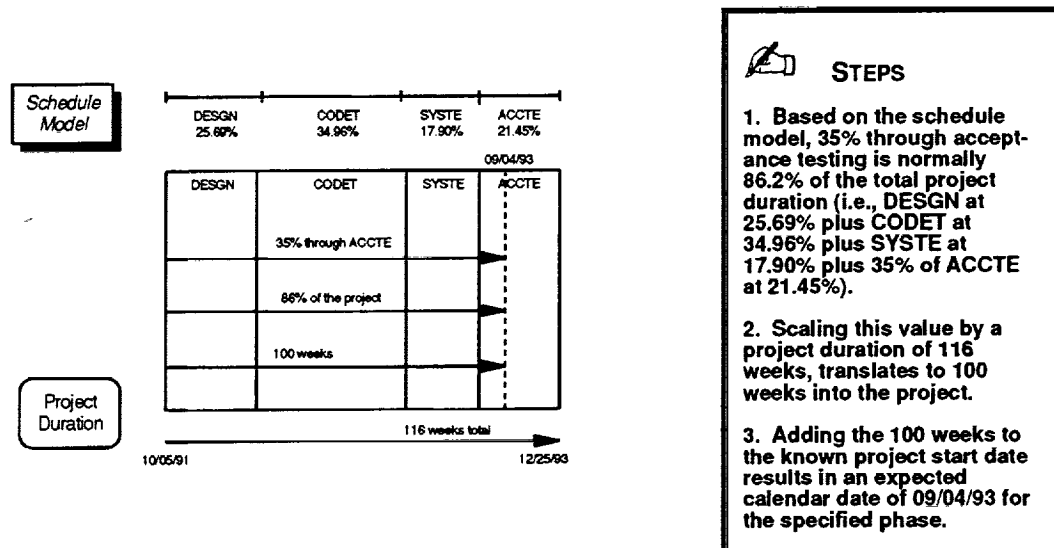 Schedule
Model
DESGN CODET SYSTE ACCTE
25.69% 34.96% 17.90% 21.45%
09/04/93
DESGN CODET SYSTE ACCTE
35% through ACCTE
86% of the project
100 weeks
Project
Duration
116 weeks total
10/05/91 12/25/93
STEPS
1. Based on the schedule
model, 35% through accept-
ance testing is normally
86.2% of the total project
duration (i.e., DESGN at
25.69% plus CODET at
34.96% plus SYSTE at
17.90% plus 35% of ACCTE
at 21.45%).
2. Scaling this value by a
project duration of 116
weeks, translates to 100
weeks into the project.
3. Adding the 100 weeks to
the known project start date
results in an expected
calendar date of 09/04/93 for
the specified phase.